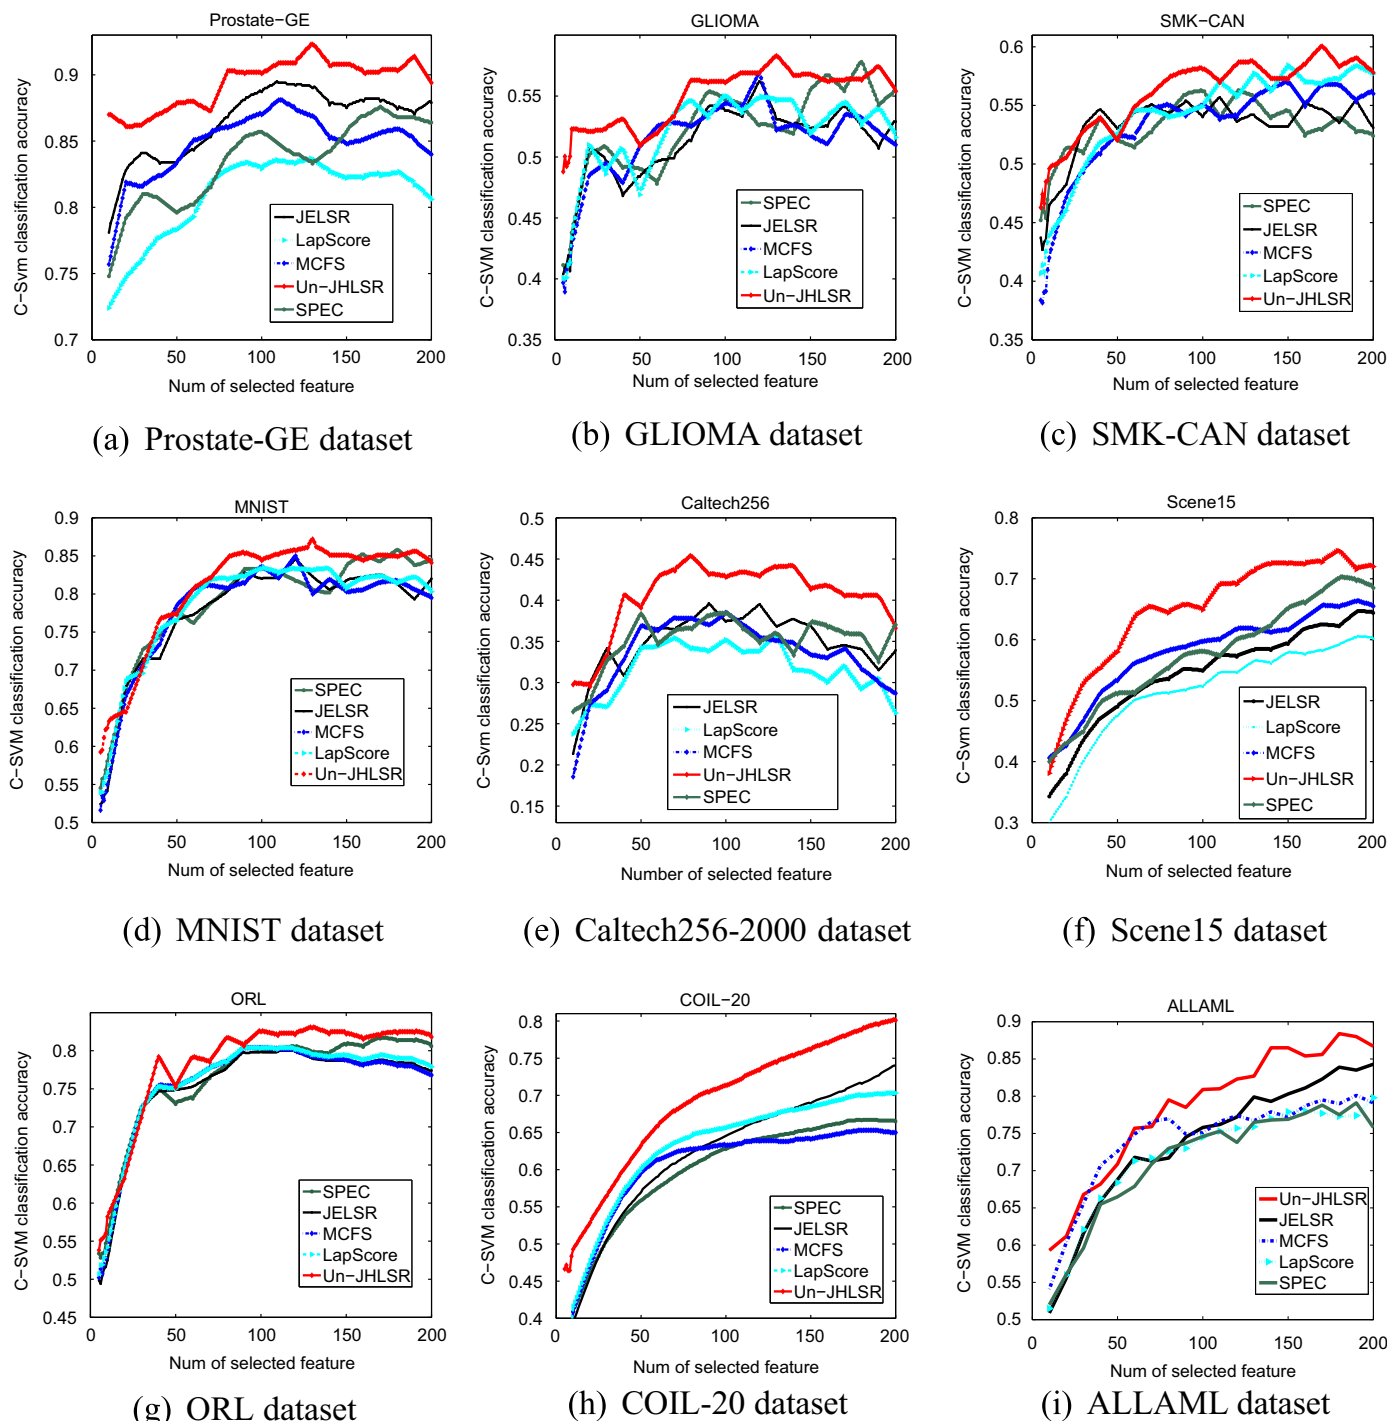 Prostate−GE
C−Svm classification accuracy
0.9
0.85
0.8
0.75
0.7
0
50
100
150
200
JELSR
LapScore
MCFS
Un−JHLSR
SPEC
Num of selected feature
(a) Prostate-GE dataset
GLIOMA
C−SVM classification accuracy
0.55
0.5
0.45
0.4
0.35
0
50
100
150
200
SPEC
JELSR
MCFS
LapScore
Un−JHLSR
Num of selected feature
(b) GLIOMA dataset
SMK−CAN
C−SVM classification accuracy
0.6
0.55
0.5
0.45
0.4
0.35
0
50
100
150
200
SPEC
JELSR
MCFS
LapScore
Un−JHLSR
Num of selected feature
(c) SMK-CAN dataset
MNIST
C−SVM classification accuracy
0.9
0.85
0.8
0.75
0.7
0.65
0.6
0.55
0.5
0
50
100
150
200
SPEC
JELSR
MCFS
LapScore
Un−JHLSR
Num of selected feature
(d) MNIST dataset
Caltech256
C−Svm classification accuracy
0.5
0.45
0.4
0.35
0.3
0.25
0.2
0.15
0
50
100
150
200
JELSR
LapScore
MCFS
Un−JHLSR
SPEC
Number of selected feature
(e) Caltech256-2000 dataset
Scene15
C−Svm classification accuracy
0.8
0.7
0.6
0.5
0.4
0.3
0
50
100
150
200
JELSR
LapScore
MCFS
Un−JHLSR
SPEC
Num of selected feature
(f) Scene15 dataset
ORL
C−SVM classification accuracy
0.8
0.75
0.7
0.65
0.6
0.55
0.5
0.45
0
50
100
150
200
SPEC
JELSR
MCFS
LapScore
Un−JHLSR
Num of selected feature
(g) ORL dataset
COIL−20
C−SVM classification accuracy
0.8
0.75
0.7
0.65
0.6
0.55
0.5
0.45
0.4
0
50
100
150
200
SPEC
JELSR
MCFS
LapScore
Un−JHLSR
Num of selected feature
(h) COIL-20 dataset
ALLAML
C−SVM classification accuracy
0.9
0.85
0.8
0.75
0.7
0.65
0.6
0.55
0.5
0
50
100
150
200
Un−JHLSR
JELSR
MCFS
LapScore
SPEC
Num of selected feature
(i) ALLAML dataset